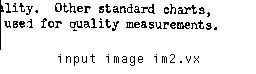 lity. Other standard charts,
used for quality measurements.
input image im2.vx